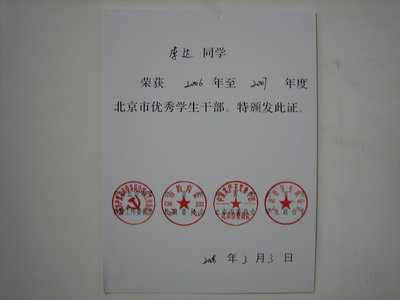 李达 同学
荣获 2006 年至 2007 年度
北京市优秀学生干部。特颁发此证。
2008 年 3 月 3 日